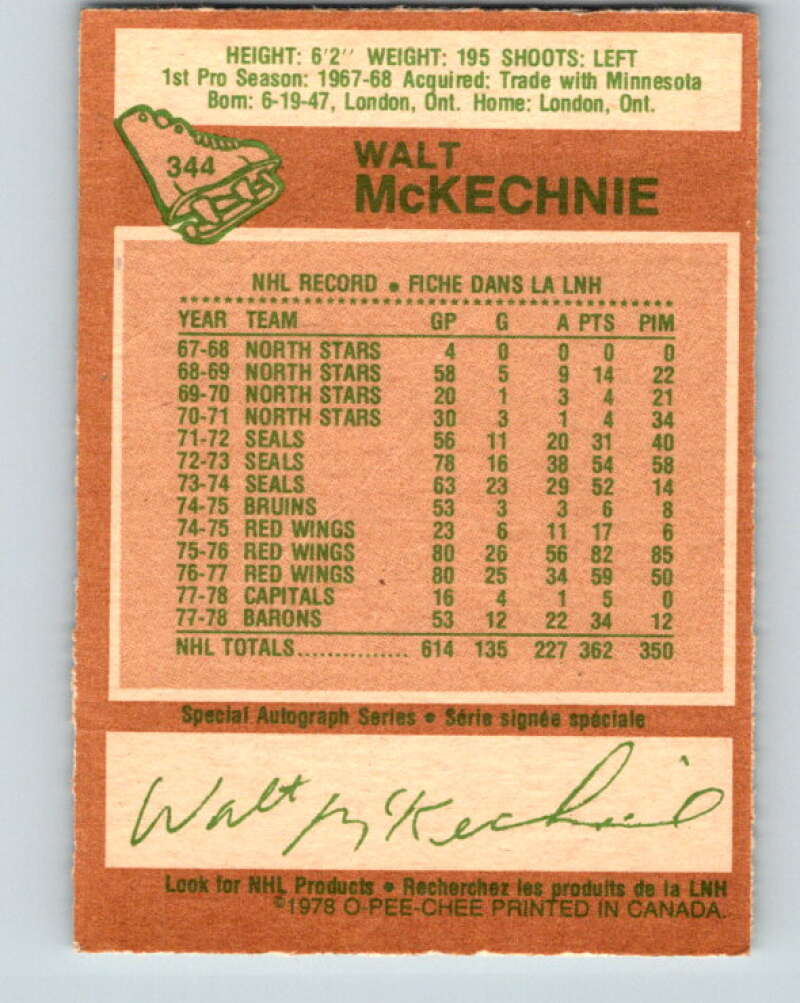 HEIGHT: 6'2'' WEIGHT: 195 SHOOTS: LEFT
1st Pro Season: 1967-68 Acquired: Trade with Minnesota
Born: 6-19-47, London, Ont. Home: London, Ont.
344
WALT
McKECHNIE
NHL RECORD • FICHE DANS LA LNH
YEAR TEAM GP G A PTS PIM
67-68 NORTH STARS 4 0 0 0 0
68-69 NORTH STARS 58 5 9 14 22
69-70 NORTH STARS 20 1 3 4 21
70-71 NORTH STARS 30 3 1 4 34
71-72 SEALS 56 11 20 31 40
72-73 SEALS 78 16 38 54 58
73-74 SEALS 63 23 29 52 14
74-75 BRUINS 53 3 3 6 8
74-75 RED WINGS 23 6 11 17 6
75-76 RED WINGS 80 26 56 82 85
76-77 RED WINGS 80 25 34 59 50
77-78 CAPITALS 16 4 1 5 0
77-78 BARONS 53 12 22 34 12
NHL TOTALS............... 614 135 227 362 350
Special Autograph Series • Série signée spéciale
Walt McKechnie
Look for NHL Products • Recherchez les produits de la LNH
©1978 O-PEE-CHEE PRINTED IN CANADA.